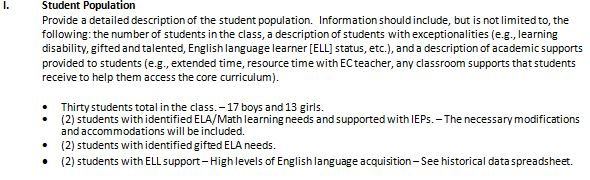 I. Student Population
Provide a detailed description of the student population. Information should include, but is not limited to, the
following: the number of students in the class, a description of students with exceptionalities (e.g., learning
disability, gifted and talented, English language learner [ELL] status, etc.), and a description of academic supports
provided to students (e.g., extended time, resource time with EC teacher, any classroom supports that students
receive to help them access the core curriculum).
• Thirty students total in the class. – 17 boys and 13 girls.
• (2) students with identified ELA/Math learning needs and supported with IEPs. – The necessary modifications
and accommodations will be included.
• (2) students with identified gifted ELA needs.
• (2) students with ELL support – High levels of English language acquisition – See historical data spreadsheet.